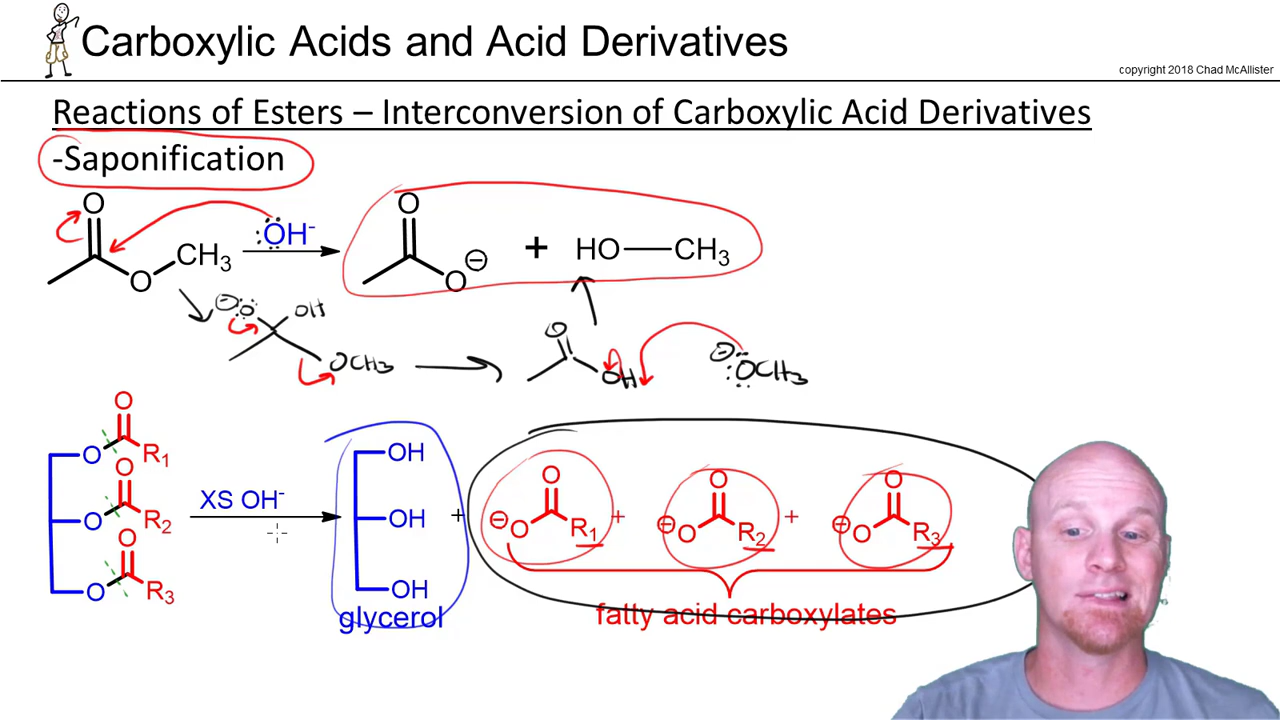 Carboxylic Acids and Acid Derivatives
copyright 2018 Chad McAllister
Reactions of Esters – Interconversion of Carboxylic Acid Derivatives
-Saponification
O
O CH₃
OH⁻
O
O ⊖
+
HO CH₃
⊖ O OH
OCH3
O
OH
⊖ OCH3
O
O R₁
O
O R₂
O
O R₃
XS OH⁻
OH
OH
OH
glycerol
+
O
⊖ O R₁
+
O
⊖ O R₂
+
O
⊖ O R₃
fatty acid carboxylates